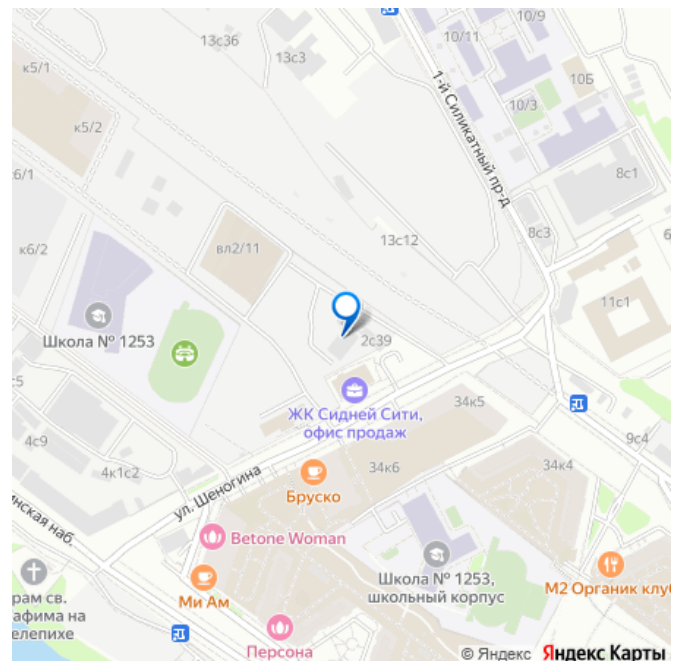 10/9
13с36
10/11
13с3
к5/1
10Б
10/3
1-й Силикатный пр-д
к5/2
8с1
6/1
8с3
13с12
вл2/11
к6/2
6
11с1
Школа № 1253
2с39
с5
ЖК Сидней Сити,
офис продаж
34к5
4с9
9с4
4к1с2
34к6
34к4
ул. Шеногина
Бруско
инская наб.
Betone Woman
Школа № 1253,
школьный корпус
М2 Органик клу
рам св.
афима на
елепихе
Ми Ам
Персона
© Яндекс Яндекс Карты